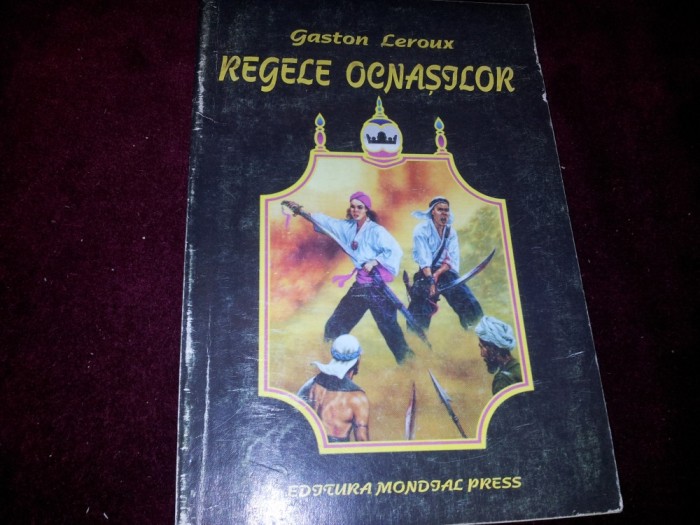 Gaston Leroux
REGELE OCNAȘILOR
EDITURA MONDIAL PRESS